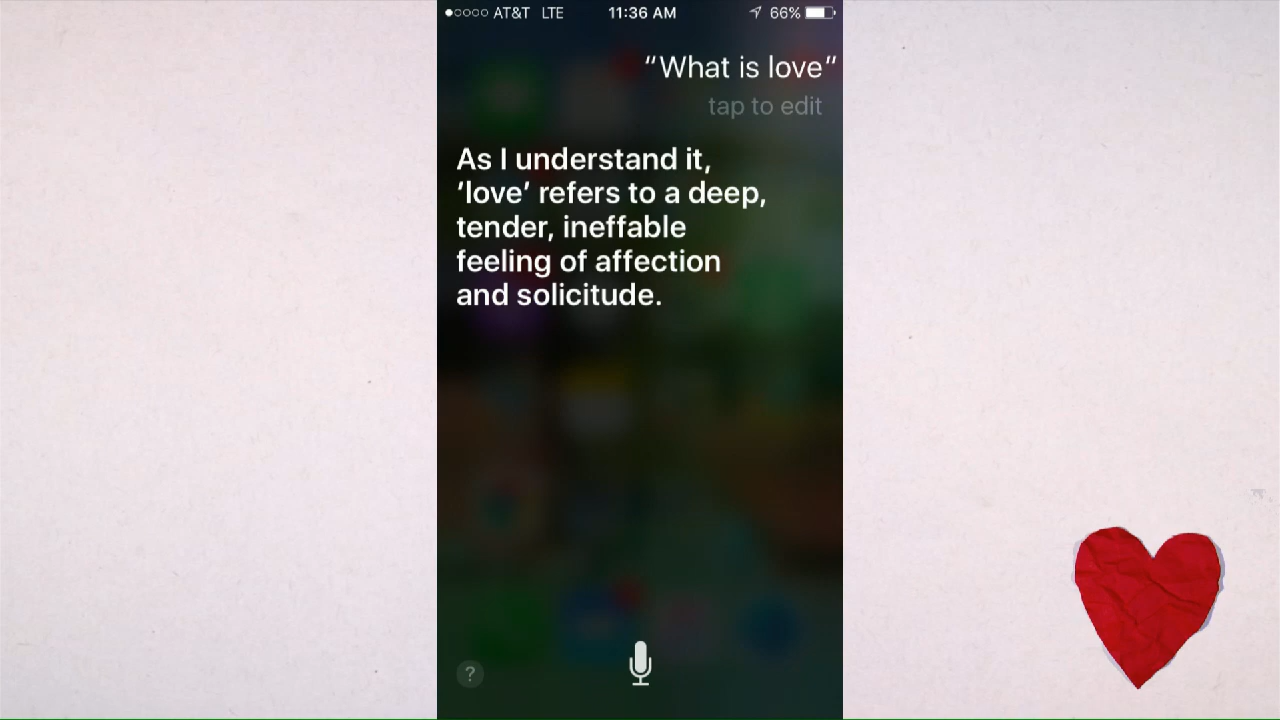 AT&T LTE 11:36 AM 66%
“What is love”
tap to edit
As I understand it,
‘love’ refers to a deep,
tender, ineffable
feeling of affection
and solicitude.
?